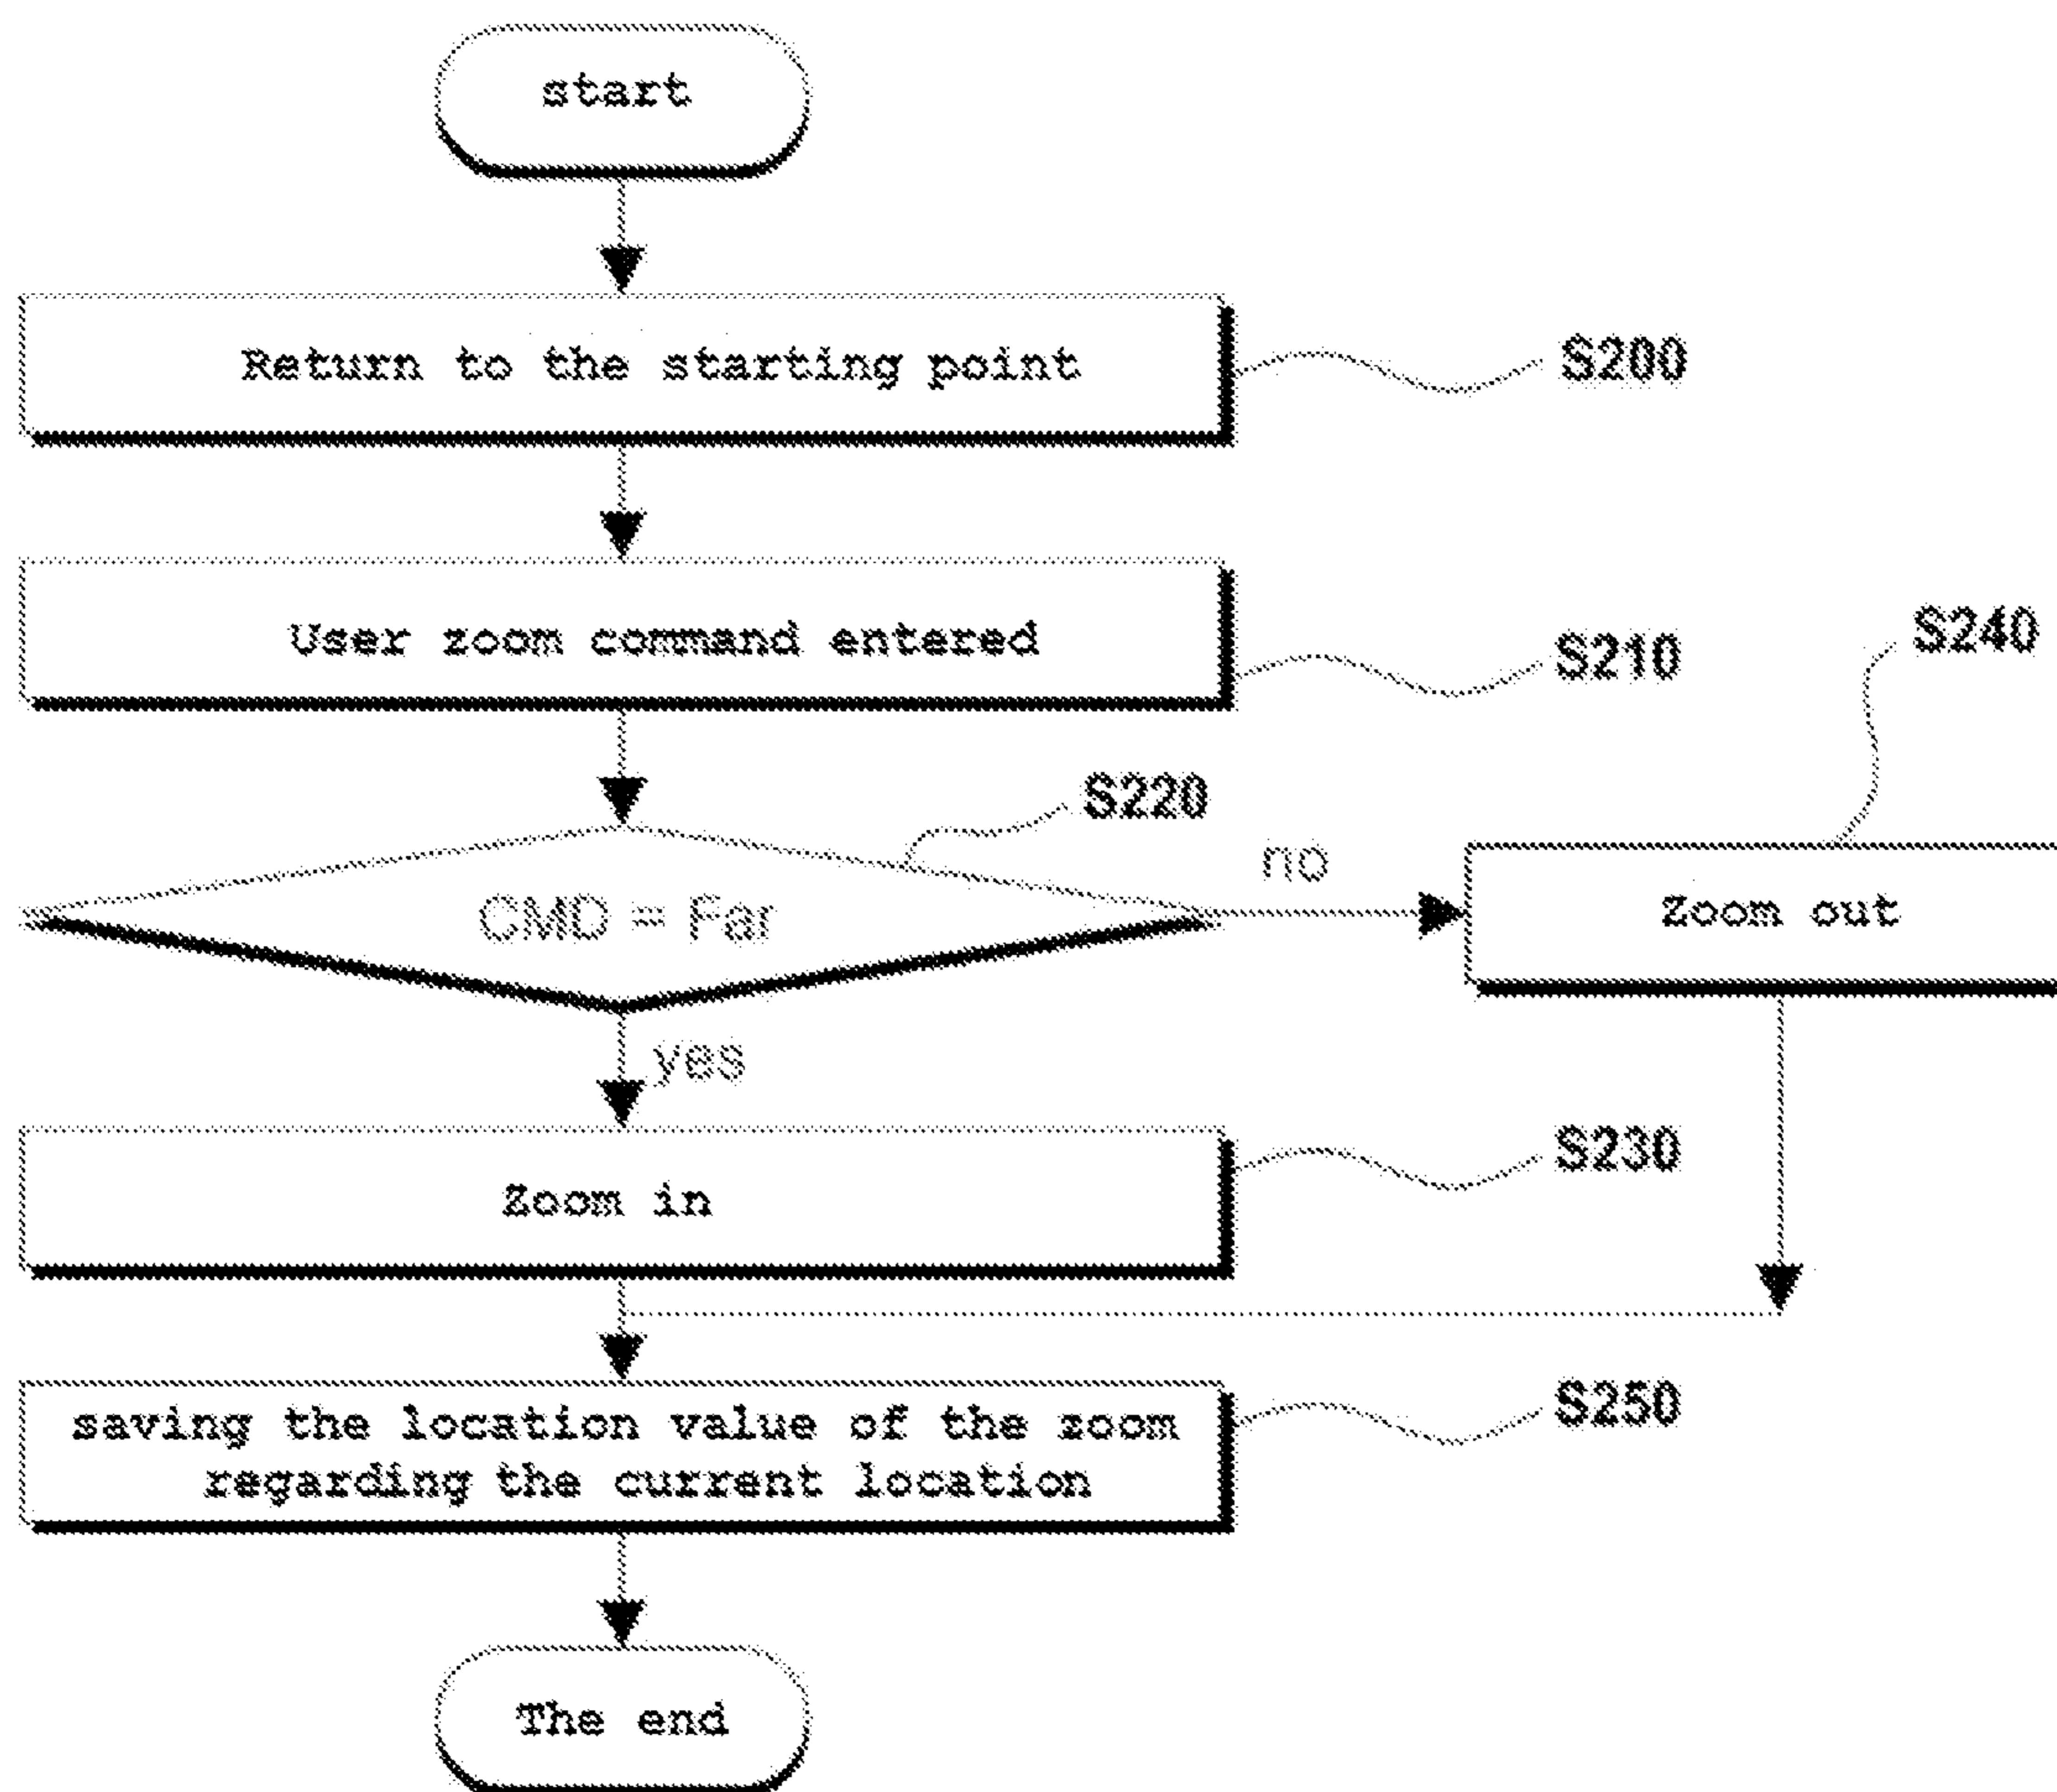 start
Return to the starting point
S200
User zoom command entered
S210
S240
S220
CMD = Far
no
Zoom out
yes
Zoom in
S230
saving the location value of the zoom
regarding the current location
S250
The end